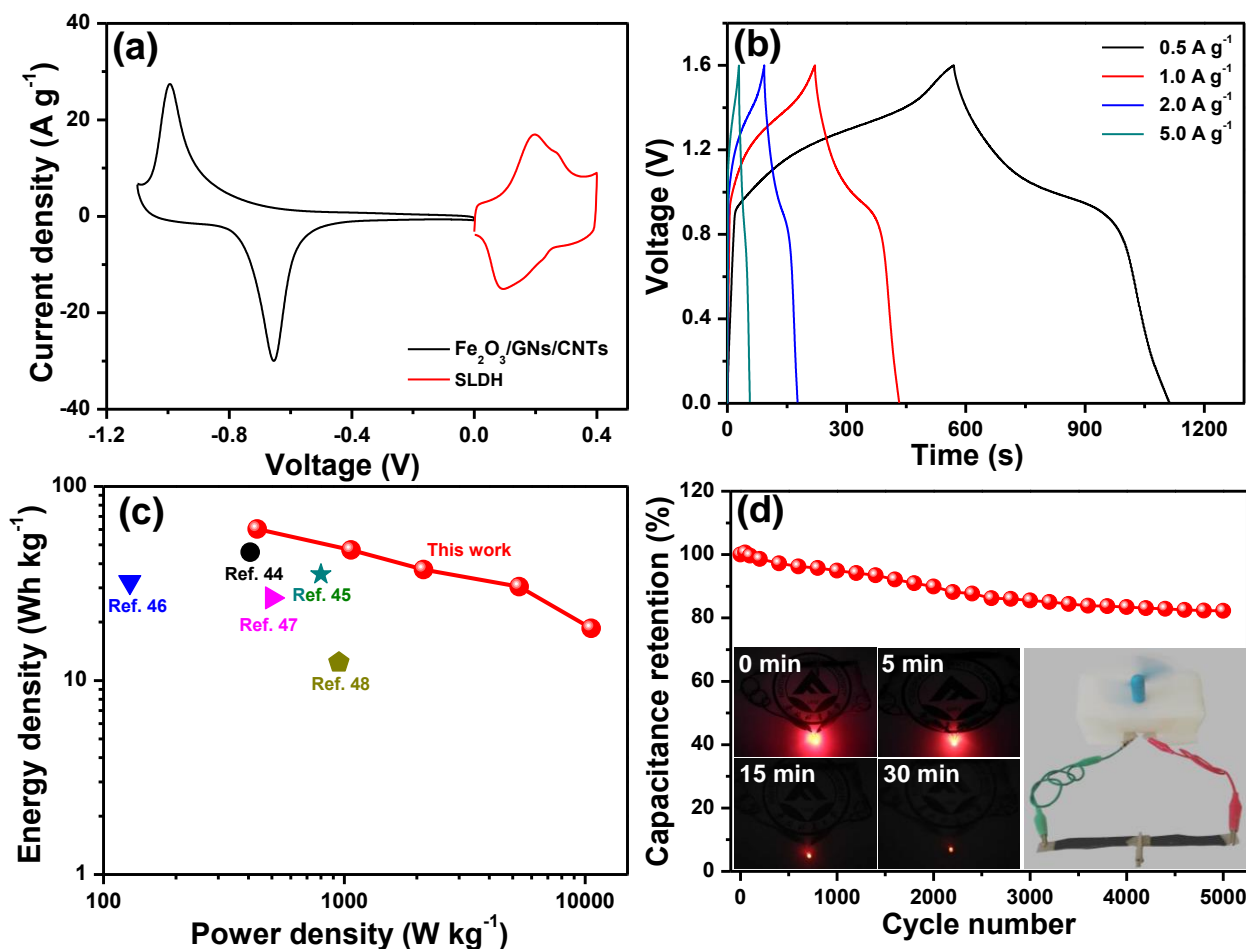 (a)
40
20
0
-20
-40
-1.2
-0.8
-0.4
0.0
0.4
Current density (A g⁻¹)
Voltage (V)
Fe₂O₃/GNs/CNTs
SLDH
(b)
0.5 A g⁻¹
1.0 A g⁻¹
2.0 A g⁻¹
5.0 A g⁻¹
1.6
1.2
0.8
0.4
0.0
0
300
600
900
1200
Voltage (V)
Time (s)
(c)
100
10
1
100
1000
10000
Energy density (Wh kg⁻¹)
Power density (W kg⁻¹)
This work
Ref. 44
Ref. 45
Ref. 46
Ref. 47
Ref. 48
(d)
120
100
80
60
40
20
0
0
1000
2000
3000
4000
5000
Capacitance retention (%)
Cycle number
0 min
5 min
15 min
30 min